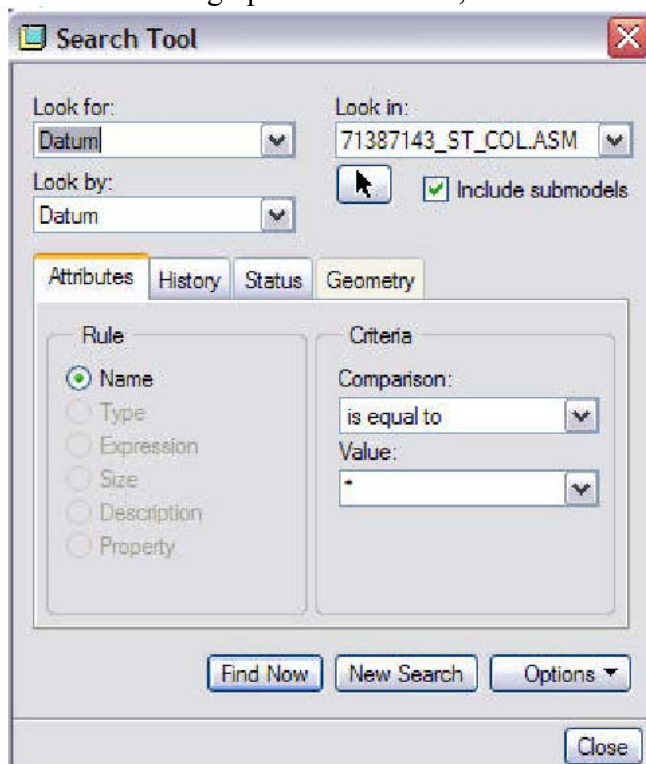 Search Tool
Look for:
Look in:
Datum
71387143_ST_COL.ASM
Look by:
Include submodels
Datum
Attributes
History
Status
Geometry
Rule
Criteria
Name
Comparison:
Type
is equal to
Expression
Value:
Size
*
Description
Property
Find Now
New Search
Options
Close